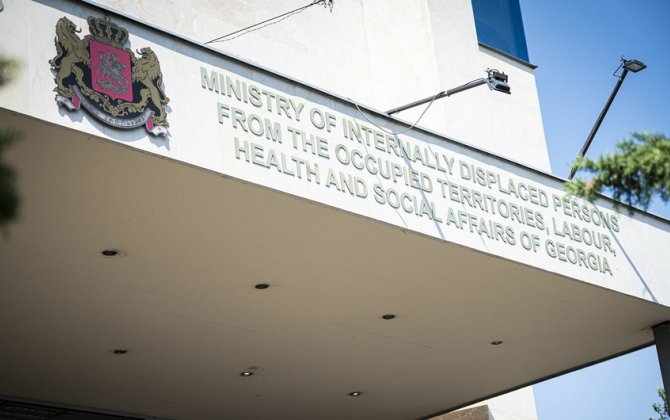 MINISTRY OF INTERNALLY DISPLACED PERSONS
FROM THE OCCUPIED TERRITORIES, LABOUR,
HEALTH AND SOCIAL AFFAIRS OF GEORGIA